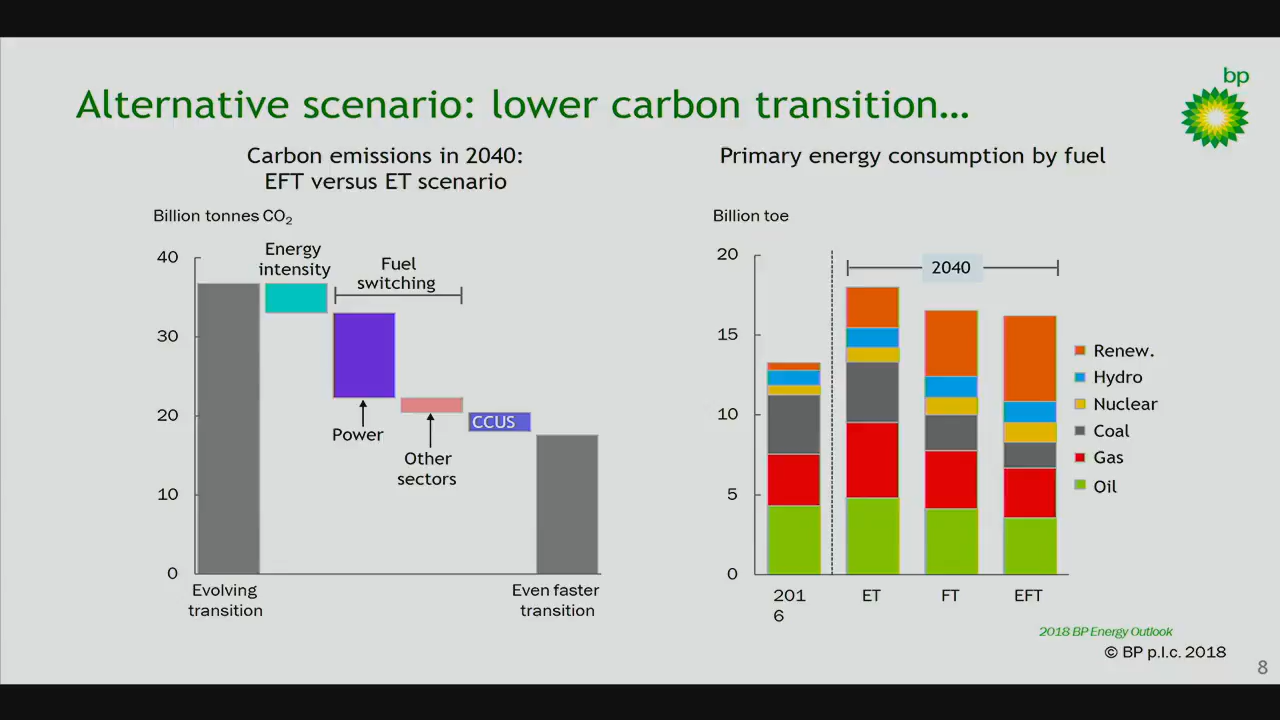 bp
Alternative scenario: lower carbon transition…
Carbon emissions in 2040:
EFT versus ET scenario
Billion tonnes CO₂
40
30
20
10
0
Energy
intensity
Fuel
switching
Power
Other
sectors
CCUS
Evolving
transition
Even faster
transition
Primary energy consumption by fuel
Billion toe
20
15
10
5
0
2040
201
6
ET
FT
EFT
Renew.
Hydro
Nuclear
Coal
Gas
Oil
2018 BP Energy Outlook
© BP p.l.c. 2018
8